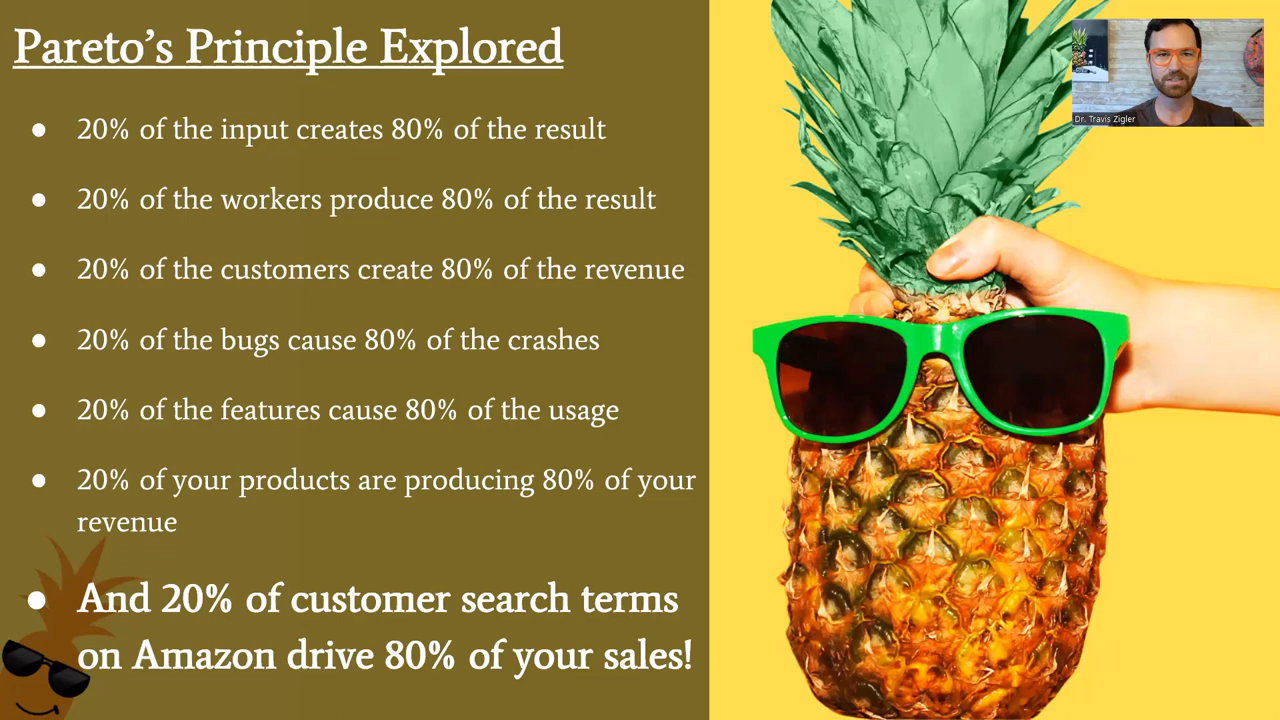 Pareto's Principle Explored
● 20% of the input creates 80% of the result
● 20% of the workers produce 80% of the result
● 20% of the customers create 80% of the revenue
● 20% of the bugs cause 80% of the crashes
● 20% of the features cause 80% of the usage
● 20% of your products are producing 80% of your
revenue
● And 20% of customer search terms
on Amazon drive 80% of your sales!
Dr. Travis Zigler